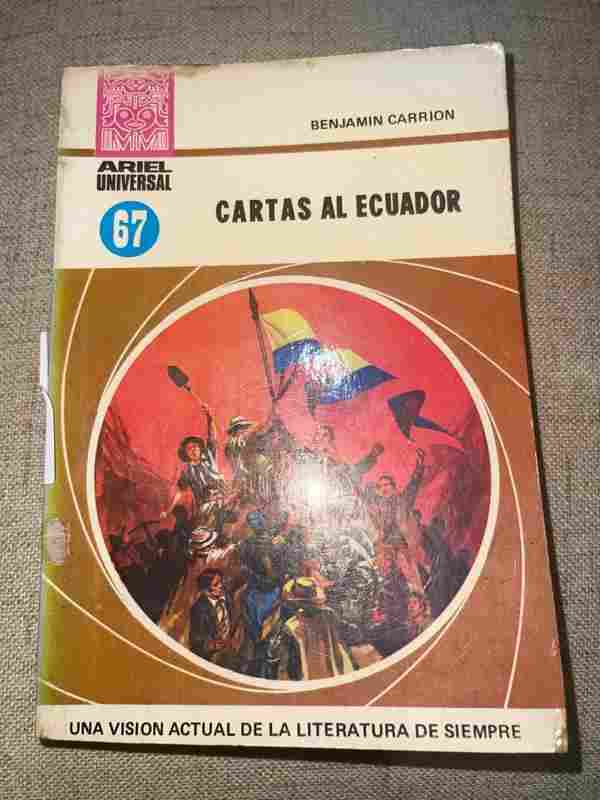 BENJAMIN CARRION
ARIEL
UNIVERSAL
67
CARTAS AL ECUADOR
UNA VISION ACTUAL DE LA LITERATURA DE SIEMPRE